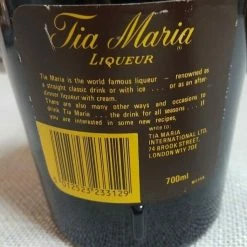 Tia Maria
LIQUEUR
Tia Maria is the world famous liqueur – renowned as
a straight classic drink or with ice . . . or as an after-
dinner liqueur with cream.
There are also many other ways and occasions to
drink Tia Maria . . . the drink for all seasons . . . If
you are interested in some new recipes,
write to:
TIA MARIA
INTERNATIONAL LTD.
74 BROOK STREET,
LONDON W1Y 7DE
012523 233129
700ml